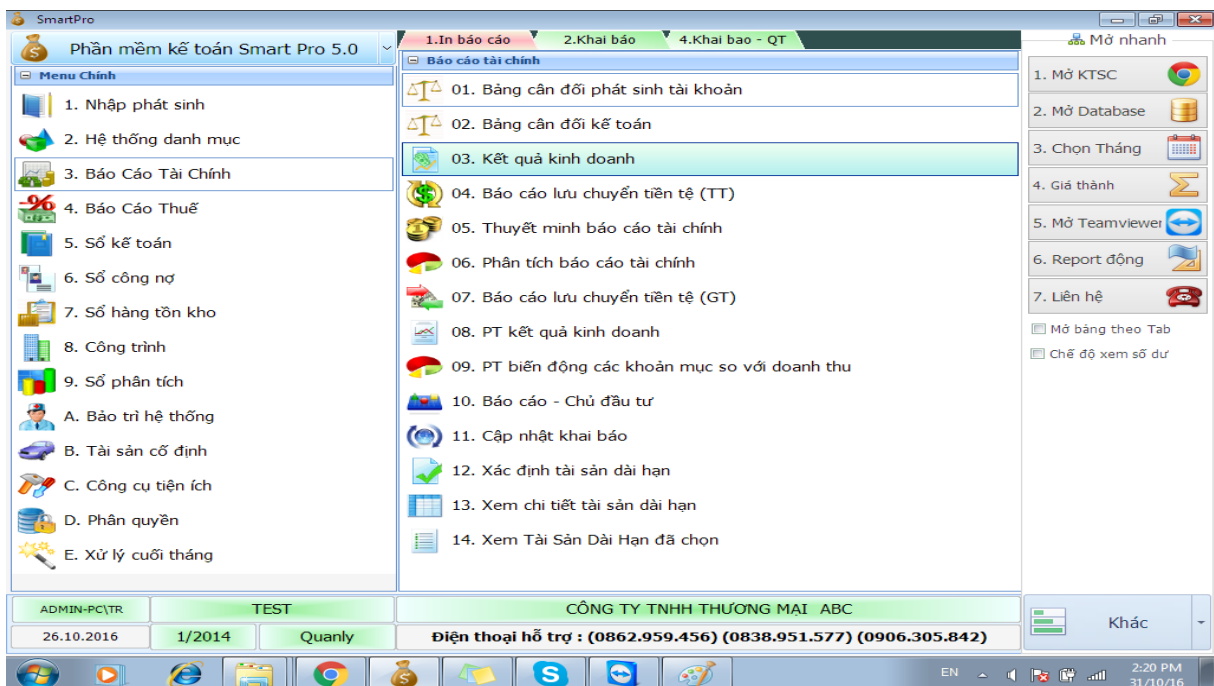 SmartPro
Phần mềm kế toán Smart Pro 5.0
Menu Chính
1. Nhập phát sinh
2. Hệ thống danh mục
3. Báo Cáo Tài Chính
4. Báo Cáo Thuế
5. Sổ kế toán
6. Sổ công nợ
7. Sổ hàng tồn kho
8. Công trình
9. Sổ phân tích
A. Bảo trì hệ thống
B. Tài sản cố định
C. Công cụ tiện ích
D. Phân quyền
E. Xử lý cuối tháng
1.In báo cáo 2.Khai báo 4.Khai bao - QT
Báo cáo tài chính
01. Bảng cân đối phát sinh tài khoản
02. Bảng cân đối kế toán
03. Kết quả kinh doanh
04. Báo cáo lưu chuyển tiền tệ (TT)
05. Thuyết minh báo cáo tài chính
06. Phân tích báo cáo tài chính
07. Báo cáo lưu chuyển tiền tệ (GT)
08. PT kết quả kinh doanh
09. PT biến động các khoản mục so với doanh thu
10. Báo cáo - Chủ đầu tư
11. Cập nhật khai báo
12. Xác định tài sản dài hạn
13. Xem chi tiết tài sản dài hạn
14. Xem Tài Sản Dài Hạn đã chọn
Mở nhanh
1. Mở KTSC
2. Mở Database
3. Chọn Tháng
4. Giá thành
5. Mở Teamviewer
6. Report động
7. Liên hệ
Mở bảng theo Tab
Chế độ xem số dư
ADMIN-PC\TR TEST CÔNG TY TNHH THƯƠNG MẠI ABC
26.10.2016 1/2014 Quanly Điện thoại hỗ trợ : (0862.959.456) (0838.951.577) (0906.305.842)
Khác
EN 2:20 PM
31/10/16